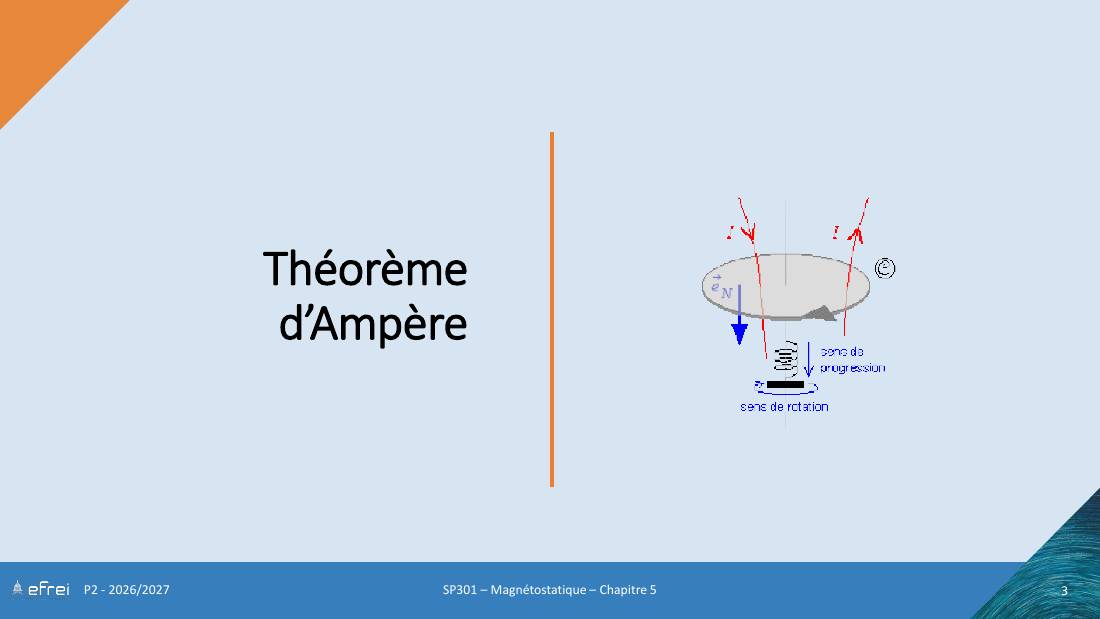 Théorème
d’Ampère
I
I
C
e N
sens de
progression
sens de rotation
efrei
P2 - 2026/2027
SP301 – Magnétostatique – Chapitre 5
3